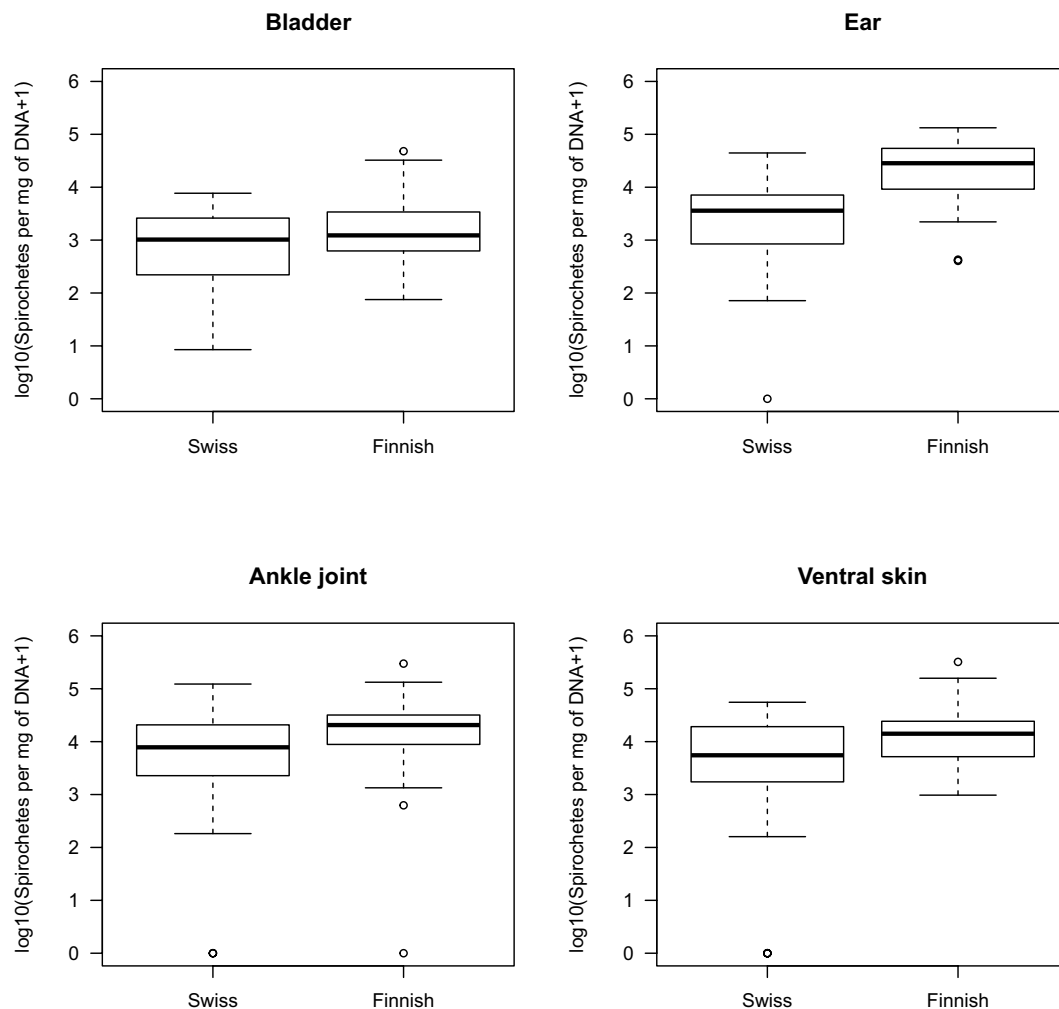 Bladder
log10(Spirochetes per mg of DNA+1)
6
5
4
3
2
1
0
Swiss Finnish
Ear
log10(Spirochetes per mg of DNA+1)
6
5
4
3
2
1
0
Swiss Finnish
Ankle joint
log10(Spirochetes per mg of DNA+1)
6
5
4
3
2
1
0
Swiss Finnish
Ventral skin
log10(Spirochetes per mg of DNA+1)
6
5
4
3
2
1
0
Swiss Finnish